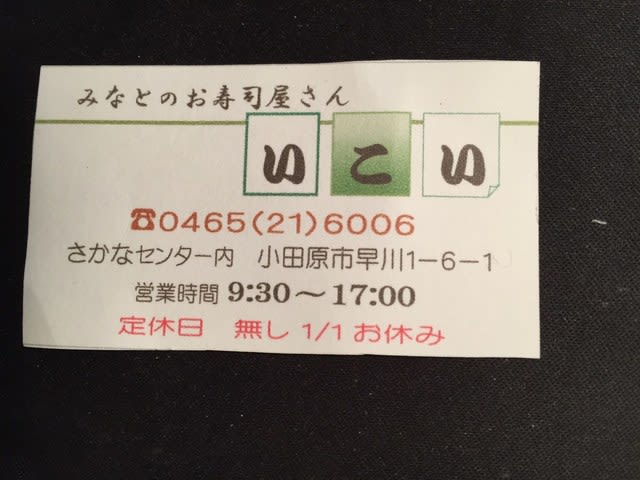 みなとのお寿司屋さん
いこい
☎0465(21)6006
さかなセンター内 小田原市早川1-6-1
営業時間 9:30～17:00
定休日 無し 1/1 お休み